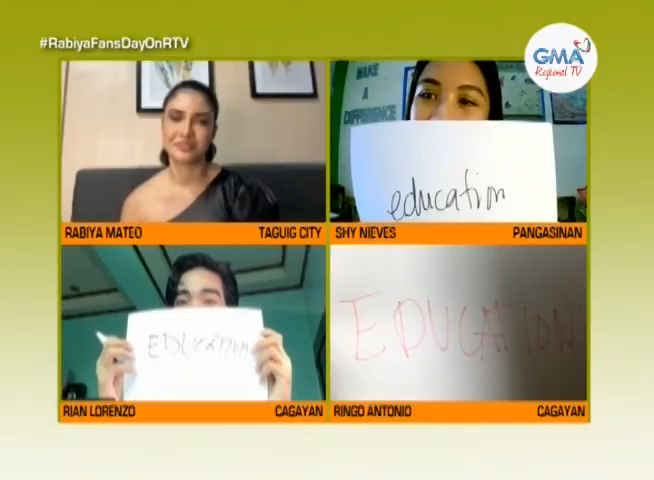 #RabiyaFansDayOnRTV
GMA
Regional TV
MAKE
A
DIFFERENCE
education
RABIYA MATEO TAGUIG CITY
SHY NIEVES PANGASINAN
EDUCATION
EDUCATION
RIAN LORENZO CAGAYAN
RINGO ANTONIO CAGAYAN